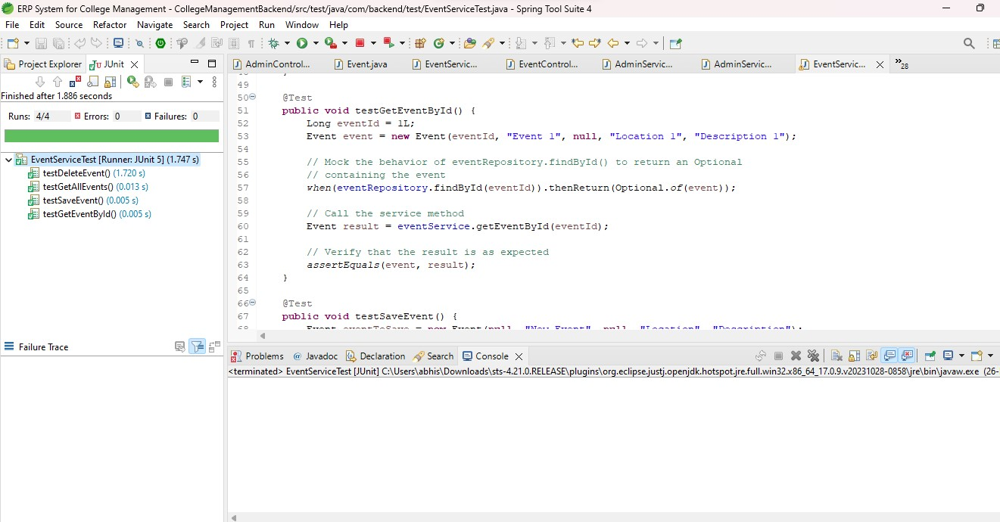 ERP System for College Management - CollegeManagementBackend/src/test/java/com/backend/test/EventServiceTest.java - Spring Tool Suite 4
File Edit Source Refactor Navigate Search Project Run Window Help
Project Explorer JUnit
Finished after 1.886 seconds
Runs: 4/4 Errors: 0 Failures: 0
EventServiceTest [Runner: JUnit 5] (1.747 s)
testDeleteEvent() (1.720 s)
testGetAllEvents() (0.013 s)
testSaveEvent() (0.005 s)
testGetEventById() (0.005 s)
Failure Trace
AdminControl... Event.java EventServic... EventControl... AdminServic... AdminServic... EventServic... »28
49
50 @Test
51 public void testGetEventById() {
52 Long eventId = 1L;
53 Event event = new Event(eventId, "Event 1", null, "Location 1", "Description 1");
54
55 // Mock the behavior of eventRepository.findById() to return an Optional
56 // containing the event
57 when(eventRepository.findById(eventId)).thenReturn(Optional.of(event));
58
59 // Call the service method
60 Event result = eventService.getEventById(eventId);
61
62 // Verify that the result is as expected
63 assertEquals(event, result);
64 }
65
66 @Test
67 public void testSaveEvent() {
68 Event eventToSave = new Event(null, "New Event", null, "Location", "Description");
Problems @ Javadoc Declaration Search Console
<terminated> EventServiceTest [JUnit] C:\Users\abhis\Downloads\sts-4.21.0.RELEASE\plugins\org.eclipse.justj.openjdk.hotspot.jre.full.win32.x86_64_17.0.9.v20231028-0858\jre\bin\javaw.exe (26-